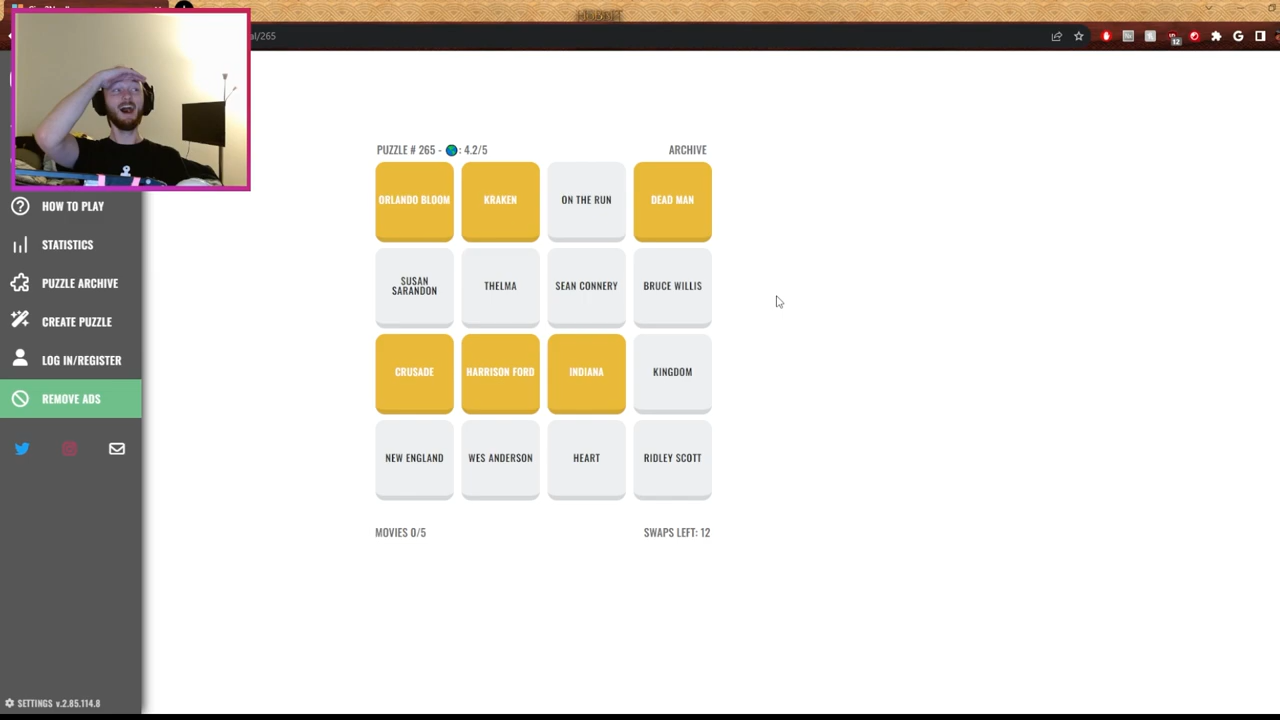 al/265
12
PUZZLE # 265 - : 4.2/5
ARCHIVE
ORLANDO BLOOM
KRAKEN
ON THE RUN
DEAD MAN
SUSAN
SARANDON
THELMA
SEAN CONNERY
BRUCE WILLIS
CRUSADE
HARRISON FORD
INDIANA
KINGDOM
NEW ENGLAND
WES ANDERSON
HEART
RIDLEY SCOTT
MOVIES 0/5
SWAPS LEFT: 12
HOW TO PLAY
STATISTICS
PUZZLE ARCHIVE
CREATE PUZZLE
LOG IN/REGISTER
REMOVE ADS
SETTINGS v.2.85.114.8